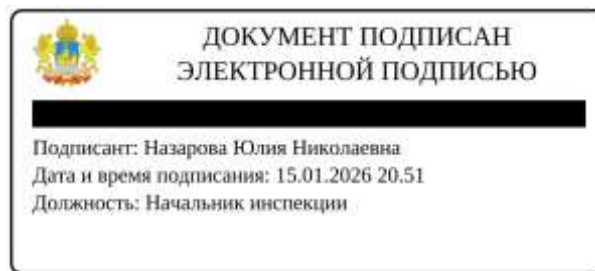 ДОКУМЕНТ ПОДПИСАН
ЭЛЕКТРОННОЙ ПОДПИСЬЮ
Подписант: Назарова Юлия Николаевна
Дата и время подписания: 15.01.2026 20.51
Должность: Начальник инспекции